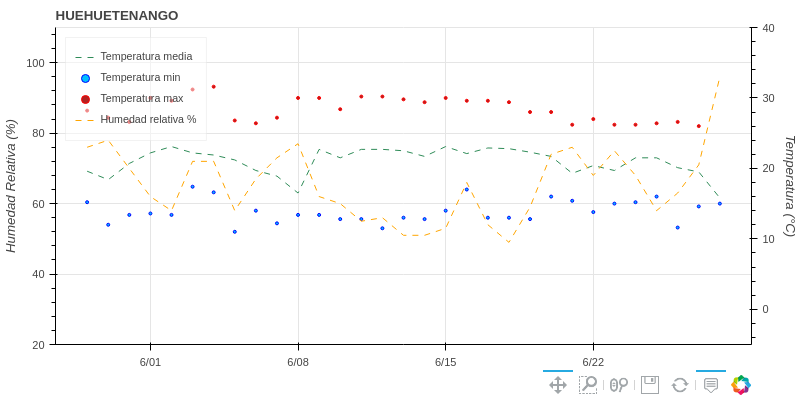 HUEHUETENANGO
Temperatura media
Temperatura min
Temperatura max
Humedad relativa %
Humedad Relativa (%)
100
80
60
40
20
Temperatura (°C)
40
30
20
10
0
6/01
6/08
6/15
6/22